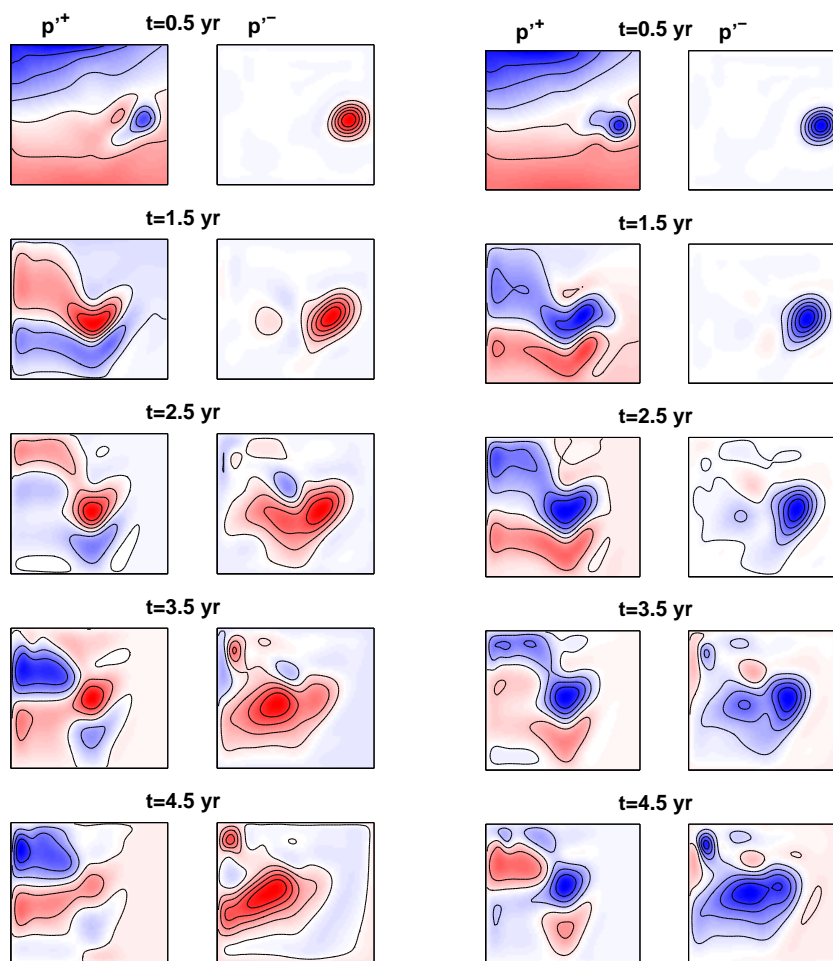 p'+ t=0.5 yr p'− p'+ t=0.5 yr p'−
t=1.5 yr t=1.5 yr
t=2.5 yr t=2.5 yr
t=3.5 yr t=3.5 yr
t=4.5 yr t=4.5 yr